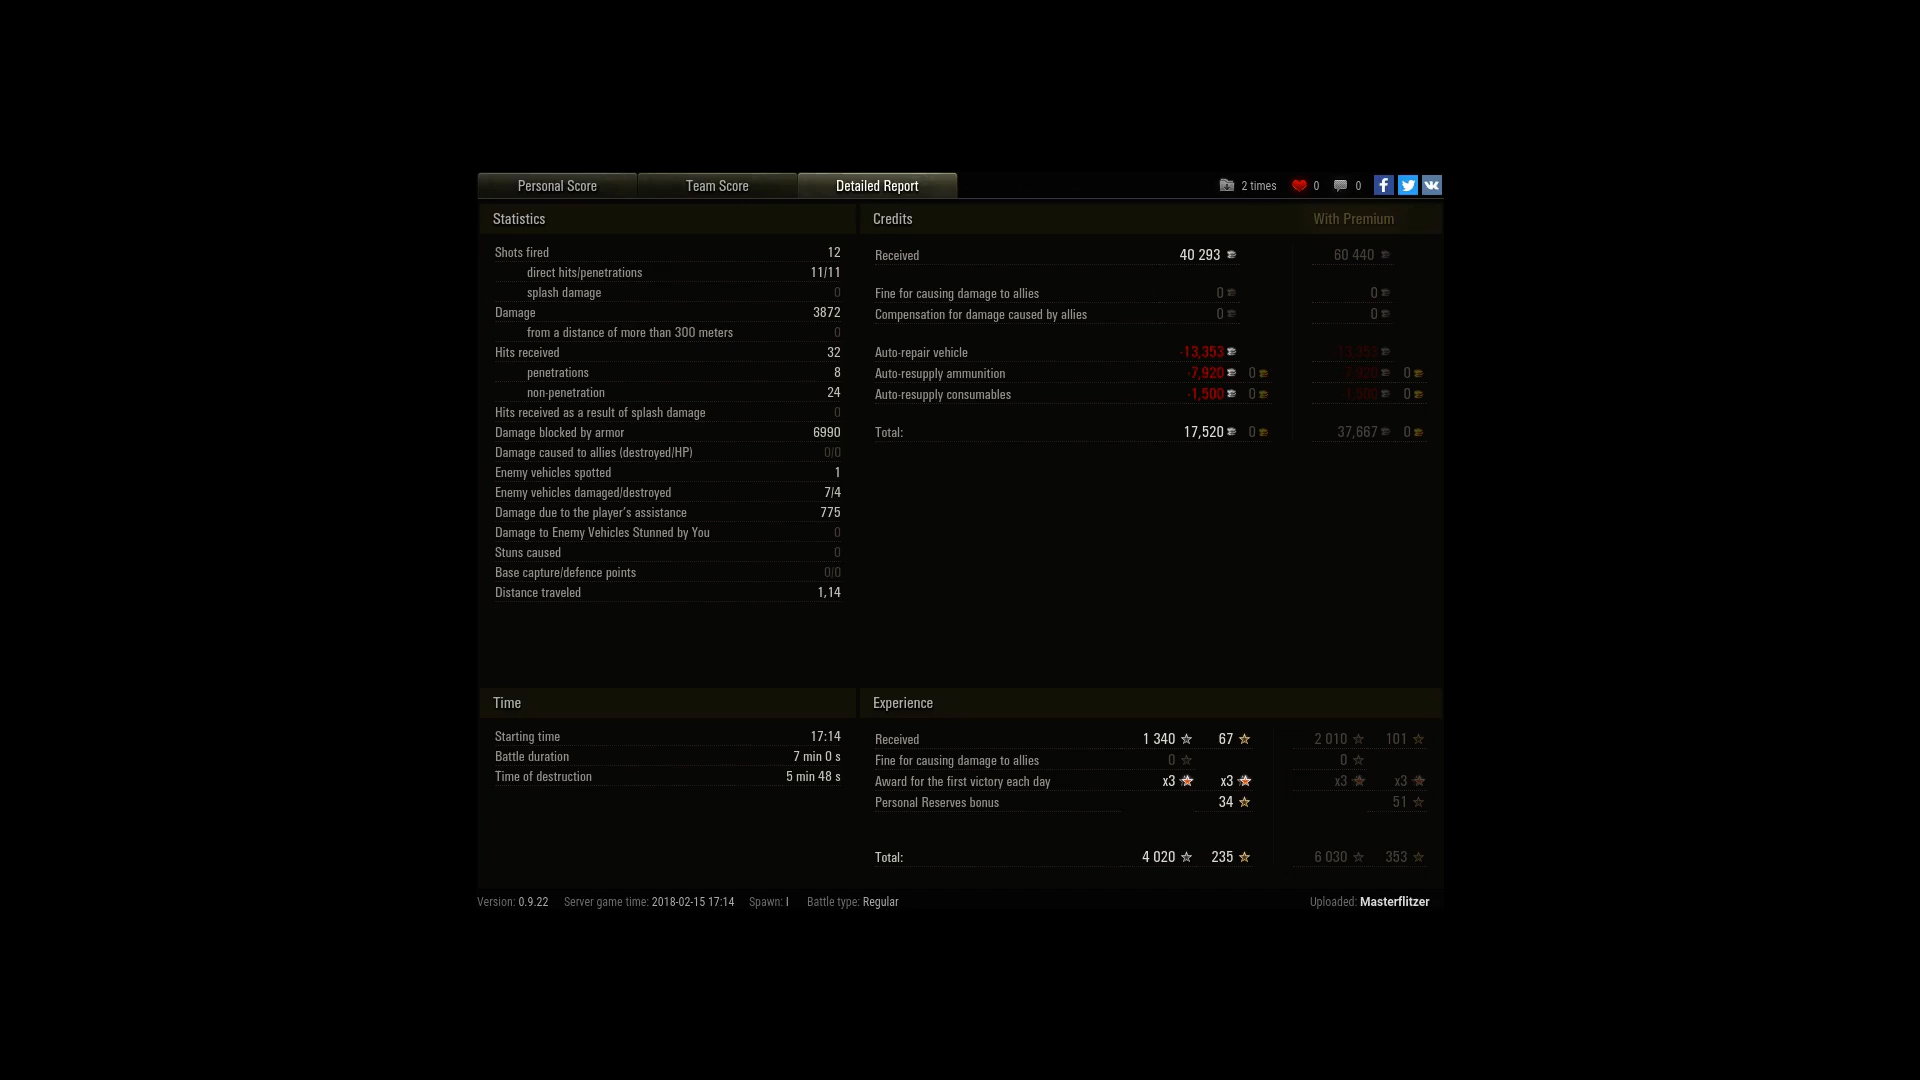 Personal Score Team Score Detailed Report 2 times 0 0
Statistics
Shots fired 12
direct hits/penetrations 11/11
splash damage 0
Damage 3872
from a distance of more than 300 meters 0
Hits received 32
penetrations 8
non-penetration 24
Hits received as a result of splash damage 0
Damage blocked by armor 6990
Damage caused to allies (destroyed/HP) 0/0
Enemy vehicles spotted 1
Enemy vehicles damaged/destroyed 7/4
Damage due to the player's assistance 775
Damage to Enemy Vehicles Stunned by You 0
Stuns caused 0
Base capture/defence points 0/0
Distance traveled 1,14
Credits With Premium
Received 40 293 60 440
Fine for causing damage to allies 0 0
Compensation for damage caused by allies 0 0
Auto-repair vehicle -13,353 -13,353
Auto-resupply ammunition -7,920 0 -7,920 0
Auto-resupply consumables -1,500 0 -1,500 0
Total: 17,520 0 37,667 0
Time
Starting time 17:14
Battle duration 7 min 0 s
Time of destruction 5 min 48 s
Experience
Received 1 340 67 2 010 101
Fine for causing damage to allies 0 0
Award for the first victory each day x3 x3 x3 x3
Personal Reserves bonus 34 51
Total: 4 020 235 6 030 353
Version: 0.9.22 Server game time: 2018-02-15 17:14 Spawn: I Battle type: Regular Uploaded: Masterflitzer